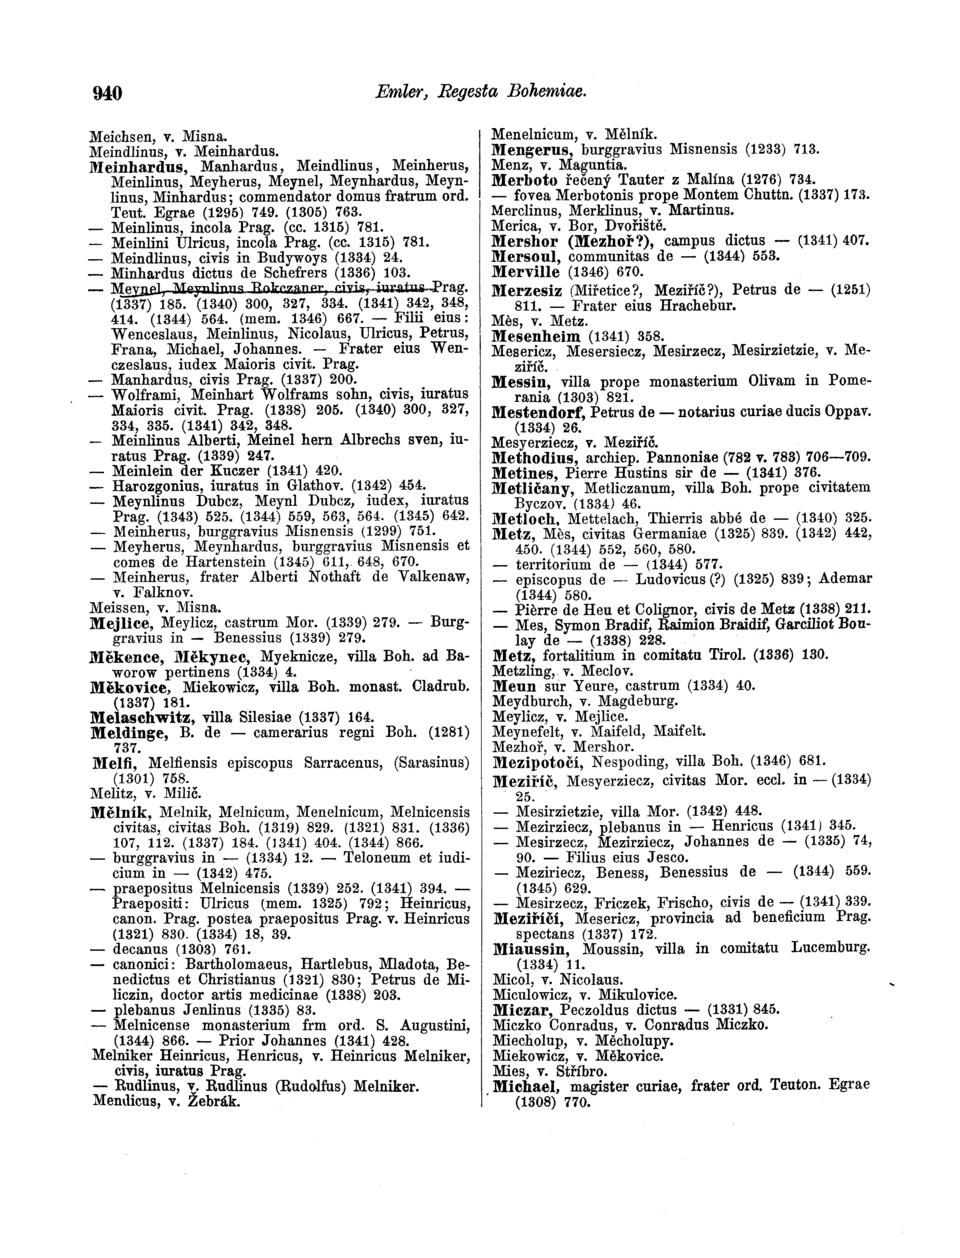 940
Emler, Regesta Bohemiae.
Meichsen, v. Misna.
Meindlinus, v. Meinhardus.
Meinhardus, Manhardus, Meindlinus, Meinherus,
Meinlinus, Meyherus, Meynel, Meynhardus, Meyn-
linus, Minhardus; commendator domus fratrum ord.
Teut. Egrae (1295) 749. (1305) 763.
— Meinlinus, incola Prag. (cc. 1315) 781.
— Meinlini Ulricus, incola Prag. (cc. 1315) 781.
— Meindlinus, civis in Budywoys (1334) 24.
— Minhardus dictus de Schefrers (1336) 103.
— Meynel, Meynlinus Rokczaner, civis, iuratus Prag.
(1337) 185. (1340) 300, 327, 334. (1341) 342, 348,
414. (1344) 564. (mem. 1346) 667. — Filii eius:
Wenceslaus, Meinlinus, Nicolaus, Ulricus, Petrus,
Frana, Michael, Johannes. — Frater eius Wen-
czeslaus, iudex Maioris civit. Prag.
— Manhardus, civis Prag. (1337) 200.
— Wolframi, Meinhart Wolframs sohn, civis, iuratus
Maioris civit. Prag. (1338) 205. (1340) 300, 327,
334, 335. (1341) 342, 348.
— Meinlinus Alberti, Meinel hern Albrechs sven, iu-
ratus Prag. (1339) 247.
— Meinlein der Kuczer (1341) 420.
— Harozgonius, iuratus in Glathov. (1342) 454.
— Meynlinus Dubcz, Meynl Dubcz, iudex, iuratus
Prag. (1343) 525. (1344) 559, 563, 564. (1345) 642.
— Meinherus, burggravius Misnensis (1299) 751.
— Meyherus, Meynhardus, burggravius Misnensis et
comes de Hartenstein (1345) 611, 648, 670.
— Meinherus, frater Alberti Nothaft de Valkenaw,
v. Falknov.
Meissen, v. Misna.
Mejlice, Meylicz, castrum Mor. (1339) 279. — Burg-
gravius in — Benessius (1339) 279.
Měkence, Měkynec, Myeknicze, villa Boh. ad Ba-
worow pertinens (1334) 4.
Měkovice, Miekowicz, villa Boh. monast. Cladrub.
(1337) 181.
Melaschwitz, villa Silesiae (1337) 164.
Meldinge, B. de — camerarius regni Boh. (1281)
737.
Melfi, Melfiensis episcopus Sarracenus, (Sarasinus)
(1301) 758.
Melitz, v. Milič.
Mělník, Melnik, Melnicum, Menelnicum, Melnicensis
civitas, civitas Boh. (1319) 829. (1321) 831. (1336)
107, 112. (1337) 184. (1341) 404. (1344) 866.
— burggravius in — (1334) 12. — Teloneum et iudi-
cium in — (1342) 475.
— praepositus Melnicensis (1339) 252. (1341) 394. —
Praepositi: Ulricus (mem. 1325) 792; Heinricus,
canon. Prag. postea praepositus Prag. v. Heinricus
(1321) 830. (1334) 18, 39.
— decanus (1303) 761.
— canonici: Bartholomaeus, Hartlebus, Mladota, Be-
nedictus et Christianus (1321) 830; Petrus de Mi-
liczin, doctor artis medicinae (1338) 203.
— plebanus Jenlinus (1335) 83.
— Melnicense monasterium frm ord. S. Augustini,
(1344) 866. — Prior Johannes (1341) 428.
Melniker Heinricus, Henricus, v. Heinricus Melniker,
civis, iuratus Prag.
— Rudlinus, v. Rudlinus (Rudolfus) Melniker.
Mendicus, v. Žebrák.
Menelnicum, v. Mělník.
Mengerus, burggravius Misnensis (1233) 713.
Menz, v. Maguntia.
Merboto řečený Tauter z Malína (1276) 734.
— fovea Merbotonis prope Montem Chuttn. (1337) 173.
Merclinus, Merklinus, v. Martinus.
Merica, v. Bor, Dvořiště.
Mershor (Mezhoř?), campus dictus — (1341) 407.
Mersoul, communitas de — (1344) 553.
Merville (1346) 670.
Merzesiz (Miřetice?, Meziříč?), Petrus de — (1251)
811. — Frater eius Hrachebur.
Mès, v. Metz.
Mesenheim (1341) 358.
Mesericz, Mesersiecz, Mesirzecz, Mesirzietzie, v. Me-
ziříč.
Messin, villa prope monasterium Olivam in Pome-
rania (1303) 821.
Mestendorf, Petrus de — notarius curiae ducis Oppav.
(1334) 26.
Mesyerziecz, v. Meziříč.
Methodius, archiep. Pannoniae (782 v. 783) 706—709.
Metines, Pierre Hustins sir de — (1341) 376.
Metličany, Metliczanum, villa Boh. prope civitatem
Byczov. (1334) 46.
Metloch, Mettelach, Thierris abbé de — (1340) 325.
Metz, Mès, civitas Germaniae (1325) 839. (1342) 442,
450. (1344) 552, 560, 580.
— territorium de — (1344) 577.
— episcopus de — Ludovicus (?) (1325) 839; Ademar
(1344) 580.
— Pièrre de Heu et Colignor, civis de Metz (1338) 211.
— Mes, Symon Bradif, Raimion Braidif, Garciliot Bou-
lay de — (1338) 228.
Metz, fortalitium in comitatu Tirol. (1336) 130.
Metzling, v. Meclov.
Meun sur Yeure, castrum (1334) 40.
Meydburch, v. Magdeburg.
Meylicz, v. Mejlice.
Meynefelt, v. Maifeld, Maifelt.
Mezhoř, v. Mershor.
Mezipotočí, Nespoding, villa Boh. (1346) 681.
Meziříč, Mesyerziecz, civitas Mor. eccl. in — (1334)
25.
— Mesirzietzie, villa Mor. (1342) 448.
— Mezirziecz, plebanus in — Henricus (1341) 345.
— Mesirzecz, Mezirziecz, Johannes de — (1335) 74,
90. — Filius eius Jesco.
— Meziriecz, Beness, Benessius de — (1344) 559.
(1345) 629.
— Mesirzecz, Friczek, Frischo, civis de — (1341) 339.
Meziříčí, Mesericz, provincia ad beneficium Prag.
spectans (1337) 172.
Miaussin, Moussin, villa in comitatu Lucemburg.
(1334) 11.
Micol, v. Nicolaus.
Miculowicz, v. Mikulovice.
Miczar, Peczoldus dictus — (1331) 845.
Miczko Conradus, v. Conradus Miczko.
Miecholup, v. Měcholupy.
Miekowicz, v. Měkovice.
Mies, v. Stříbro.
Michael, magister curiae, frater ord. Teuton. Egrae
(1308) 770.